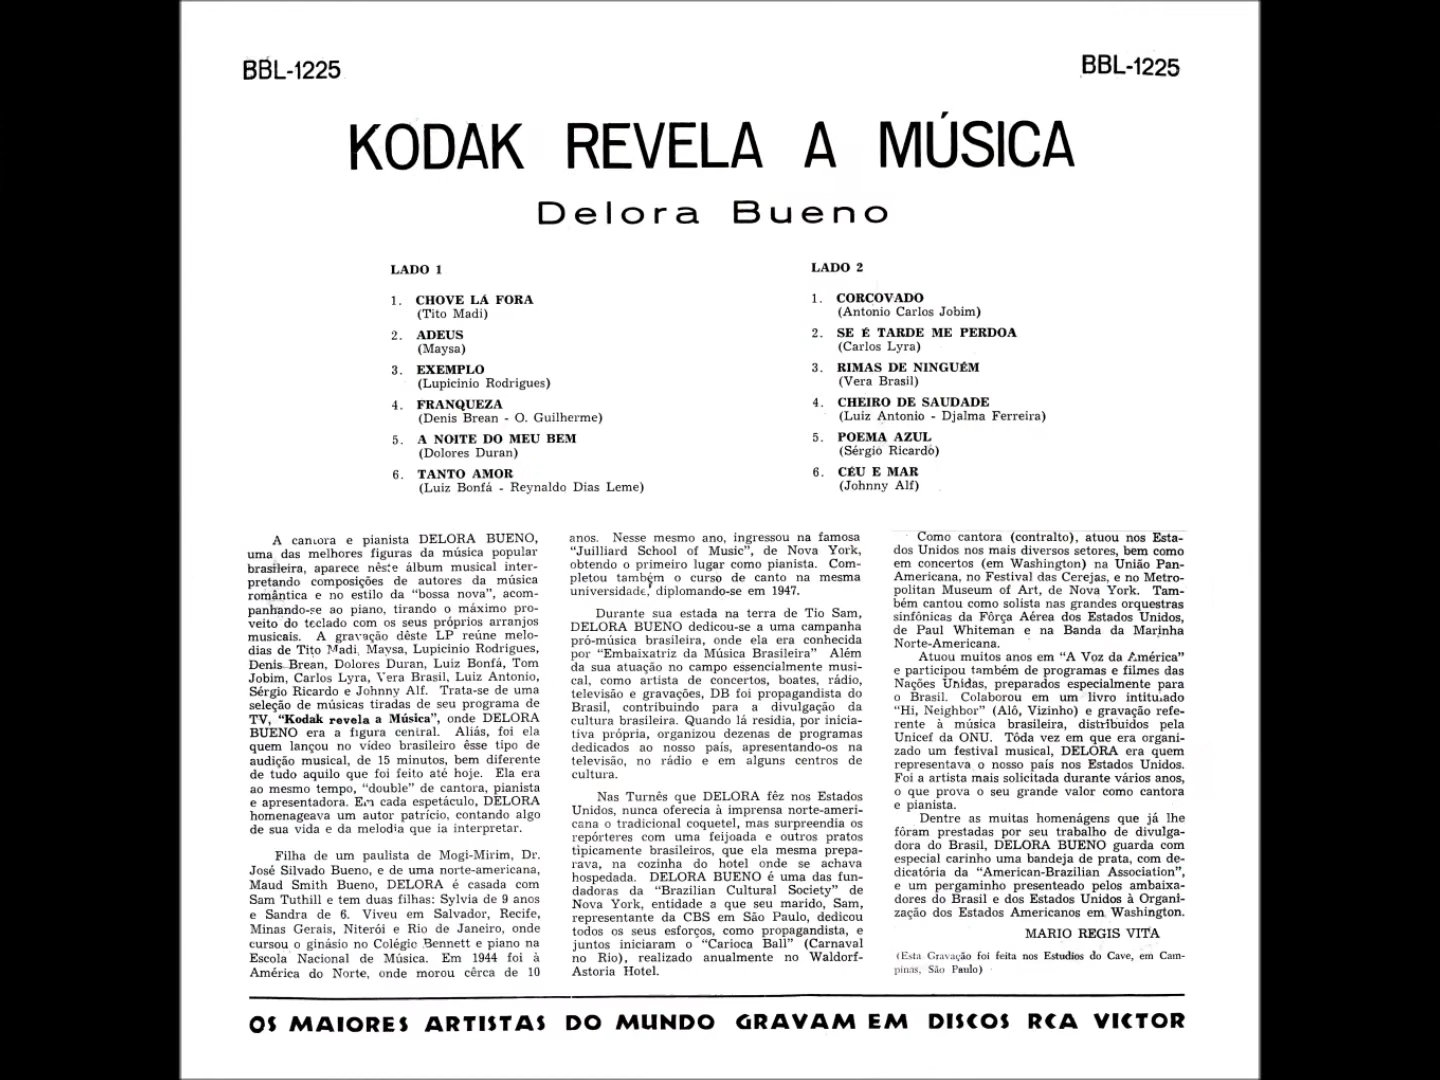 BBL-1225
BBL-1225
KODAK REVELA A MÚSICA
Delora Bueno
LADO 1
1. CHOVE LÁ FORA
(Tito Madi)
2. ADEUS
(Maysa)
3. EXEMPLO
(Lupicínio Rodrigues)
4. FRANQUEZA
(Denis Brean - O. Guilherme)
5. A NOITE DO MEU BEM
(Dolores Duran)
6. TANTO AMOR
(Luiz Bonfá - Reynaldo Dias Leme)
LADO 2
1. CORCOVADO
(Antonio Carlos Jobim)
2. SE É TARDE ME PERDOA
(Carlos Lyra)
3. RIMAS DE NINGUÉM
(Vera Brasil)
4. CHEIRO DE SAUDADE
(Luiz Antonio - Djalma Ferreira)
5. POEMA AZUL
(Sérgio Ricardo)
6. CÉU E MAR
(Johnny Alf)
A cantora e pianista DELORA BUENO,
uma das melhores figuras da música popular
brasileira, aparece nêste álbum musical inter-
pretando composições de autores da música
romântica e no estilo da "bossa nova", acom-
panhando-se ao piano, tirando o máximo pro-
veito do teclado com os seus próprios arranjos
musicais. A gravação dêste LP reúne melo-
dias de Tito Madi, Maysa, Lupicinio Rodrigues,
Denis Brean, Dolores Duran, Luiz Bonfá, Tom
Jobim, Carlos Lyra, Vera Brasil, Luiz Antonio,
Sérgio Ricardo e Johnny Alf. Trata-se de uma
seleção de músicas tiradas de seu programa de
TV, "Kodak revela a Música", onde DELORA
BUENO era a figura central. Aliás, foi ela
quem lançou no vídeo brasileiro êsse tipo de
audição musical, de 15 minutos, bem diferente
de tudo aquilo que foi feito até hoje. Ela era
ao mesmo tempo, "double" de cantora, pianista
e apresentadora. Em cada espetáculo, DELORA
homenageava um autor patrício, contando algo
de sua vida e da melodia que ia interpretar.
Filha de um paulista de Mogi-Mirim, Dr.
José Silvado Bueno, e de uma norte-americana,
Maud Smith Bueno, DELORA é casada com
Sam Tuthill e tem duas filhas: Sylvia de 9 anos
e Sandra de 6. Viveu em Salvador, Recife,
Minas Gerais, Niterói e Rio de Janeiro, onde
cursou o ginásio no Colégio Bennett e piano na
Escola Nacional de Música. Em 1944 foi à
América do Norte, onde morou cêrca de 10
anos. Nesse mesmo ano, ingressou na famosa
"Juilliard School of Music", de Nova York,
obtendo o primeiro lugar como pianista. Com-
pletou também o curso de canto na mesma
universidade, diplomando-se em 1947.
Durante sua estada na terra de Tio Sam,
DELORA BUENO dedicou-se a uma campanha
pró-música brasileira, onde ela era conhecida
por "Embaixatriz da Música Brasileira" Além
da sua atuação no campo essencialmente musi-
cal, como artista de concertos, boates, rádio,
televisão e gravações, DB foi propagandista do
Brasil, contribuindo para a divulgação da
cultura brasileira. Quando lá residia, por inicia-
tiva própria, organizou dezenas de programas
dedicados ao nosso país, apresentando-os na
televisão, no rádio e em alguns centros de
cultura.
Nas Turnês que DELORA fêz nos Estados
Unidos, nunca oferecia à imprensa norte-ameri-
cana o tradicional coquetel, mas surpreendia os
repórteres com uma feijoada e outros pratos
tipicamente brasileiros, que ela mesma prepa-
rava, na cozinha do hotel onde se achava
hospedada. DELORA BUENO é uma das fun-
dadoras da "Brazilian Cultural Society" de
Nova York, entidade a que seu marido, Sam,
representante da CBS em São Paulo, dedicou
todos os seus esforços, como propagandista, e
juntos iniciaram o "Carioca Ball" (Carnaval
no Rio), realizado anualmente no Waldorf-
Astoria Hotel.
Como cantora (contralto), atuou nos Esta-
dos Unidos nos mais diversos setores, bem como
em concertos (em Washington) na União Pan-
Americana, no Festival das Cerejas, e no Metro-
politan Museum of Art, de Nova York. Tam-
bém cantou como solista nas grandes orquestras
sinfônicas da Fôrça Aérea dos Estados Unidos,
de Paul Whiteman e na Banda da Marinha
Norte-Americana.
Atuou muitos anos em "A Voz da América"
e participou também de programas e filmes das
Nações Unidas, preparados especialmente para
o Brasil. Colaborou em um livro intitulado
"Hi, Neighbor" (Alô, Vizinho) e gravação refe-
rente à música brasileira, distribuidos pela
Unicef da ONU. Tôda vez em que era organi-
zado um festival musical, DELORA era quem
representava o nosso país nos Estados Unidos.
Foi a artista mais solicitada durante vários anos,
o que prova o seu grande valor como cantora
e pianista.
Dentre as muitas homenágens que já lhe
fôram prestadas por seu trabalho de divulga-
dora do Brasil, DELORA BUENO guarda com
especial carinho uma bandeja de prata, com de-
dicatória da "American-Brazilian Association",
e um pergaminho presenteado pelos ambaixa-
dores do Brasil e dos Estados Unidos à Organi-
zação dos Estados Americanos em Washington.
MARIO REGIS VITA
(Esta Gravação foi feita nos Estudios do Cave, em Cam-
pinas, São Paulo)
OS MAIORES ARTISTAS DO MUNDO GRAVAM EM DISCOS RCA VICTOR